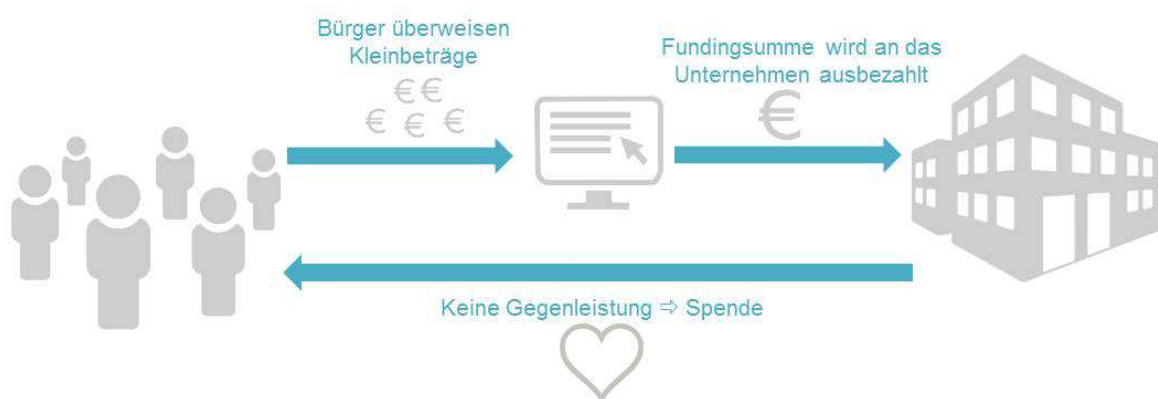 Bürger überweisen
Kleinbeträge
€€
€ € €
Fundingsumme wird an das
Unternehmen ausbezahlt
€
Keine Gegenleistung ⇨ Spende